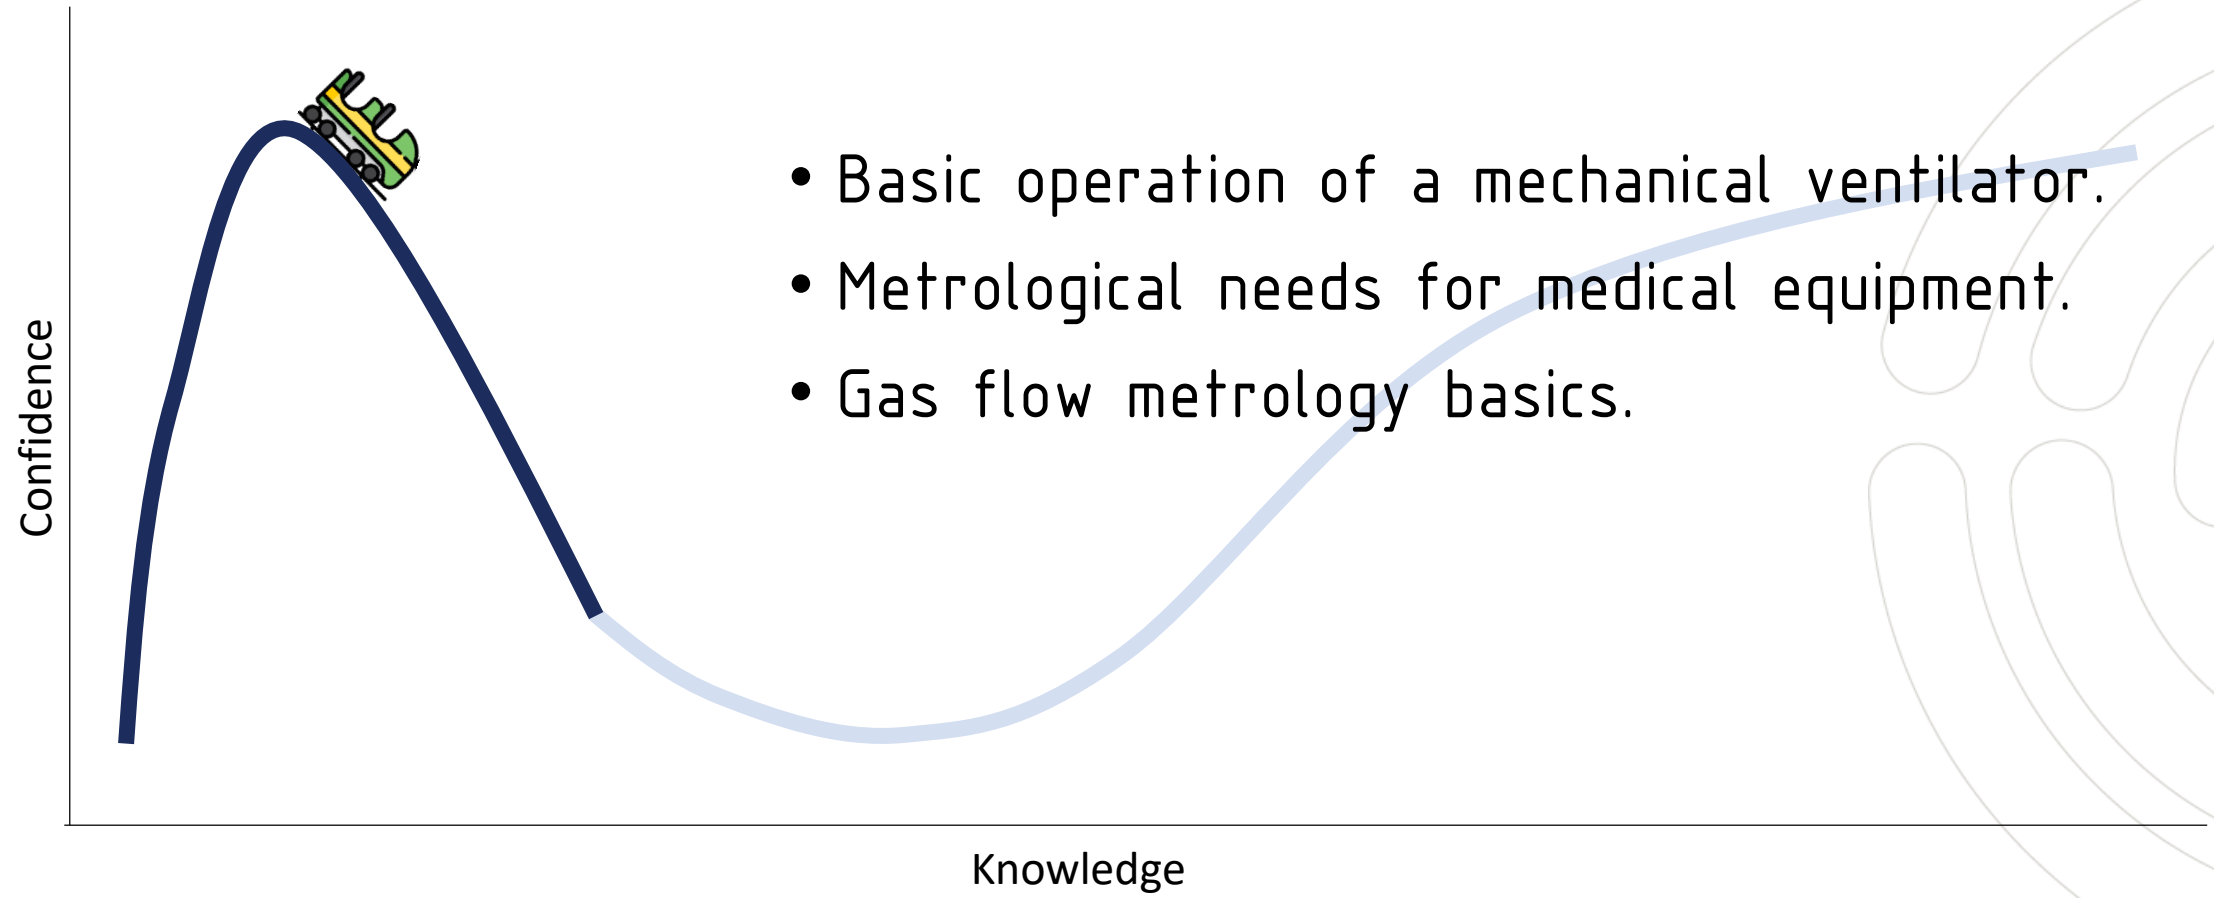 Confidence
• Basic operation of a mechanical ventilator.
• Metrological needs for medical equipment.
• Gas flow metrology basics.
Knowledge